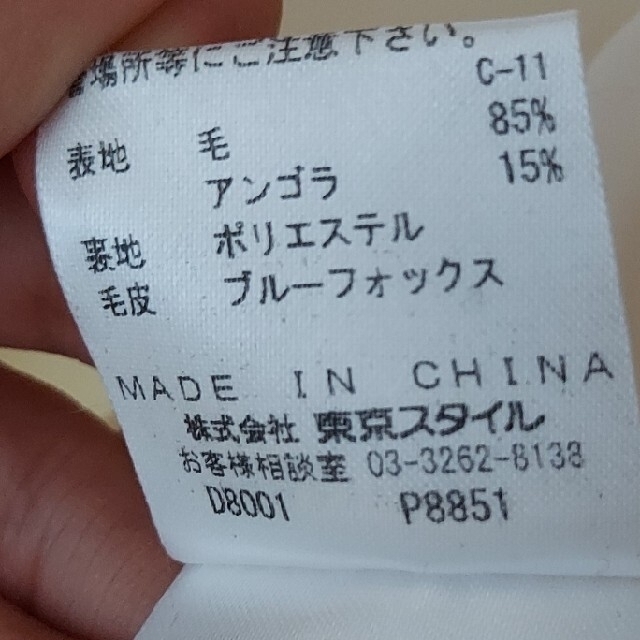 場所等にご注意下さい。
C-11
表地 毛 85%
アンゴラ 15%
裏地 ポリエステル
毛皮 ブルーフォックス
MADE IN CHINA
株式会社 東京スタイル
お客様相談室 03-3262-8138
D8001 P8851